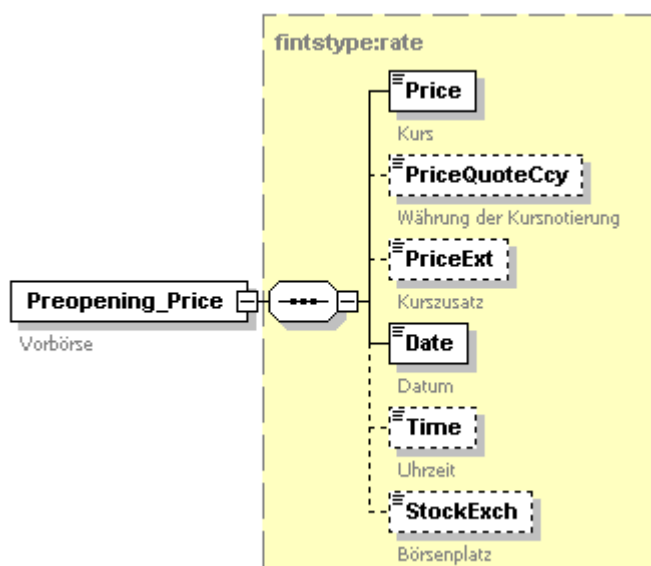 fintstype:rate
Price
Kurs
PriceQuoteCcy
Währung der Kursnotierung
PriceExt
Kurszusatz
Preopening_Price
Vorbörse
Date
Datum
Time
Uhrzeit
StockExch
Börsenplatz